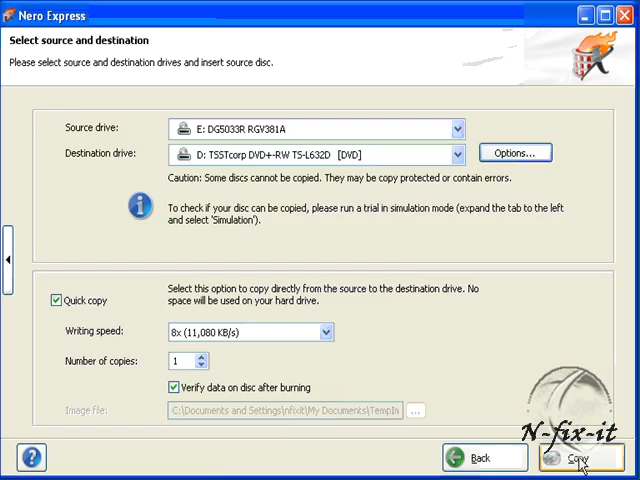 Nero Express
Select source and destination
Please select source and destination drives and insert source disc.
Source drive:
E: DG5033R RGV381A
Destination drive:
D: TSSTcorp DVD+-RW TS-L632D [DVD]
Options...
Caution: Some discs cannot be copied. They may be copy protected or contain errors.
To check if your disc can be copied, please run a trial in simulation mode (expand the tab to the left
and select 'Simulation').
Quick copy
Select this option to copy directly from the source to the destination drive. No
space will be used on your hard drive.
Writing speed:
8x (11,080 KB/s)
Number of copies:
1
Verify data on disc after burning
Image file:
C:\Documents and Settings\nfixit\My Documents\TempIm
...
N-fix-it
Back
Copy